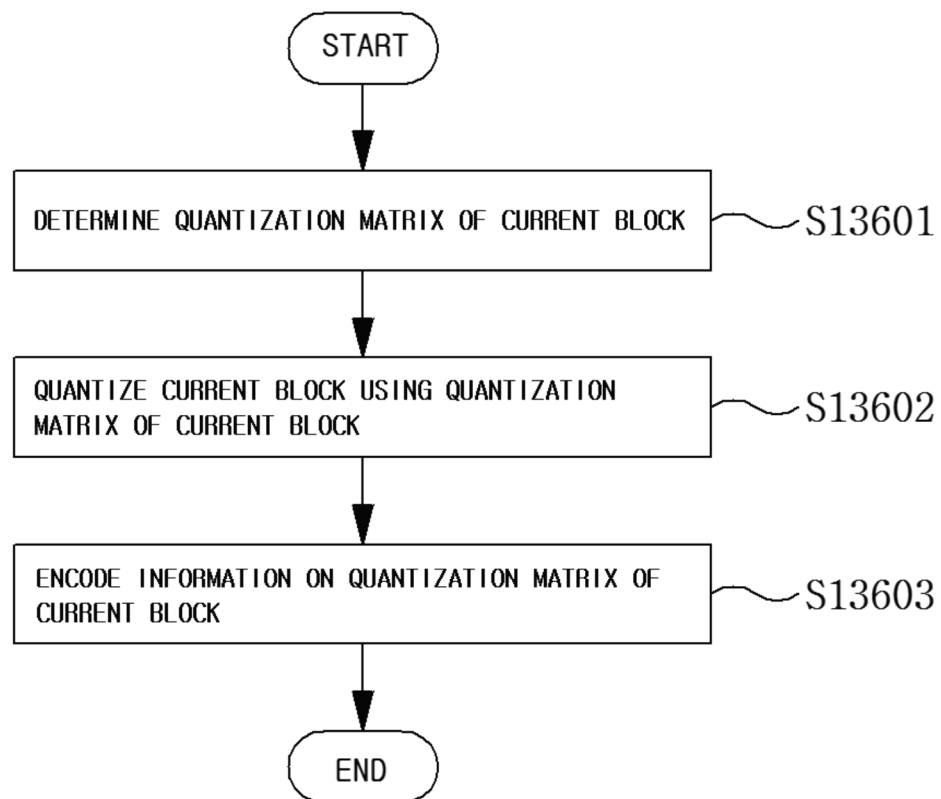 START
DETERMINE QUANTIZATION MATRIX OF CURRENT BLOCK
S13601
QUANTIZE CURRENT BLOCK USING QUANTIZATION
MATRIX OF CURRENT BLOCK
S13602
ENCODE INFORMATION ON QUANTIZATION MATRIX OF
CURRENT BLOCK
S13603
END